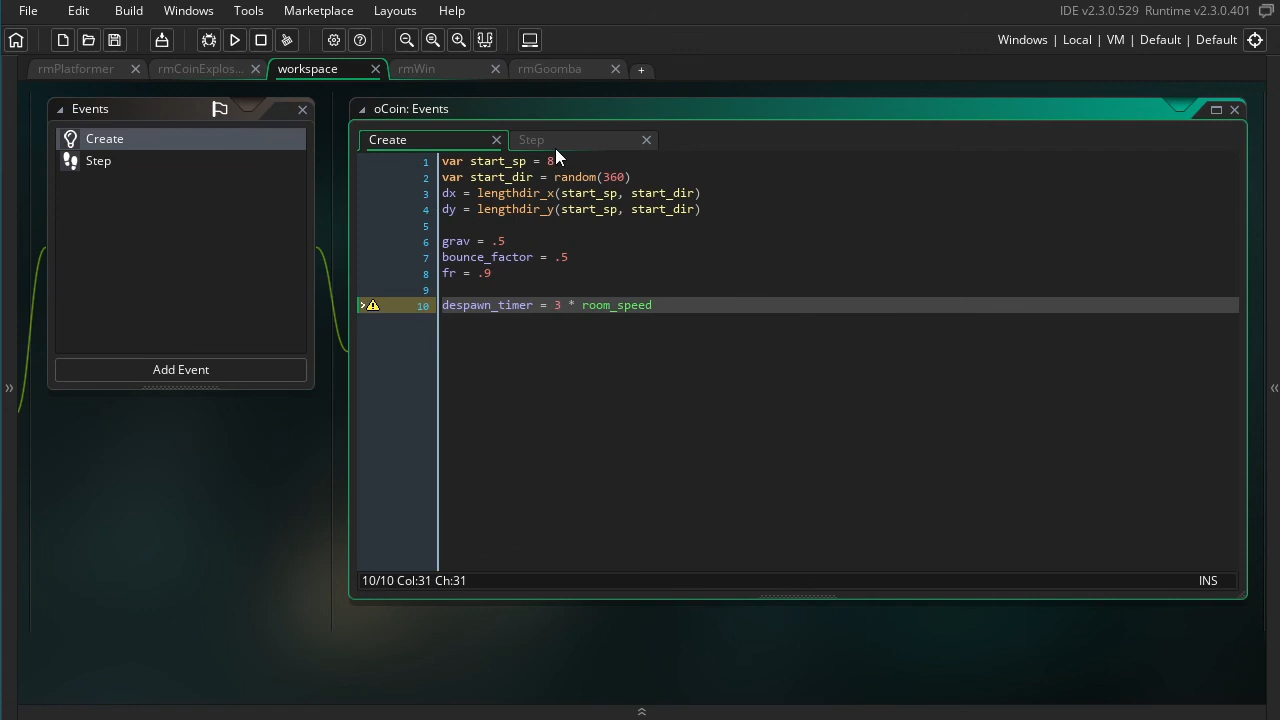 File Edit Build Windows Tools Marketplace Layouts Help IDE v2.3.0.529 Runtime v2.3.0.401
Windows | Local | VM | Default | Default
rmPlatformer rmCoinExplos... workspace rmWin rmGoomba +
Events
Create
Step
Add Event
oCoin: Events
Create Step
1 var start_sp = 8
2 var start_dir = random(360)
3 dx = lengthdir_x(start_sp, start_dir)
4 dy = lengthdir_y(start_sp, start_dir)
5
6 grav = .5
7 bounce_factor = .5
8 fr = .9
9
10 despawn_timer = 3 * room_speed
10/10 Col:31 Ch:31 INS